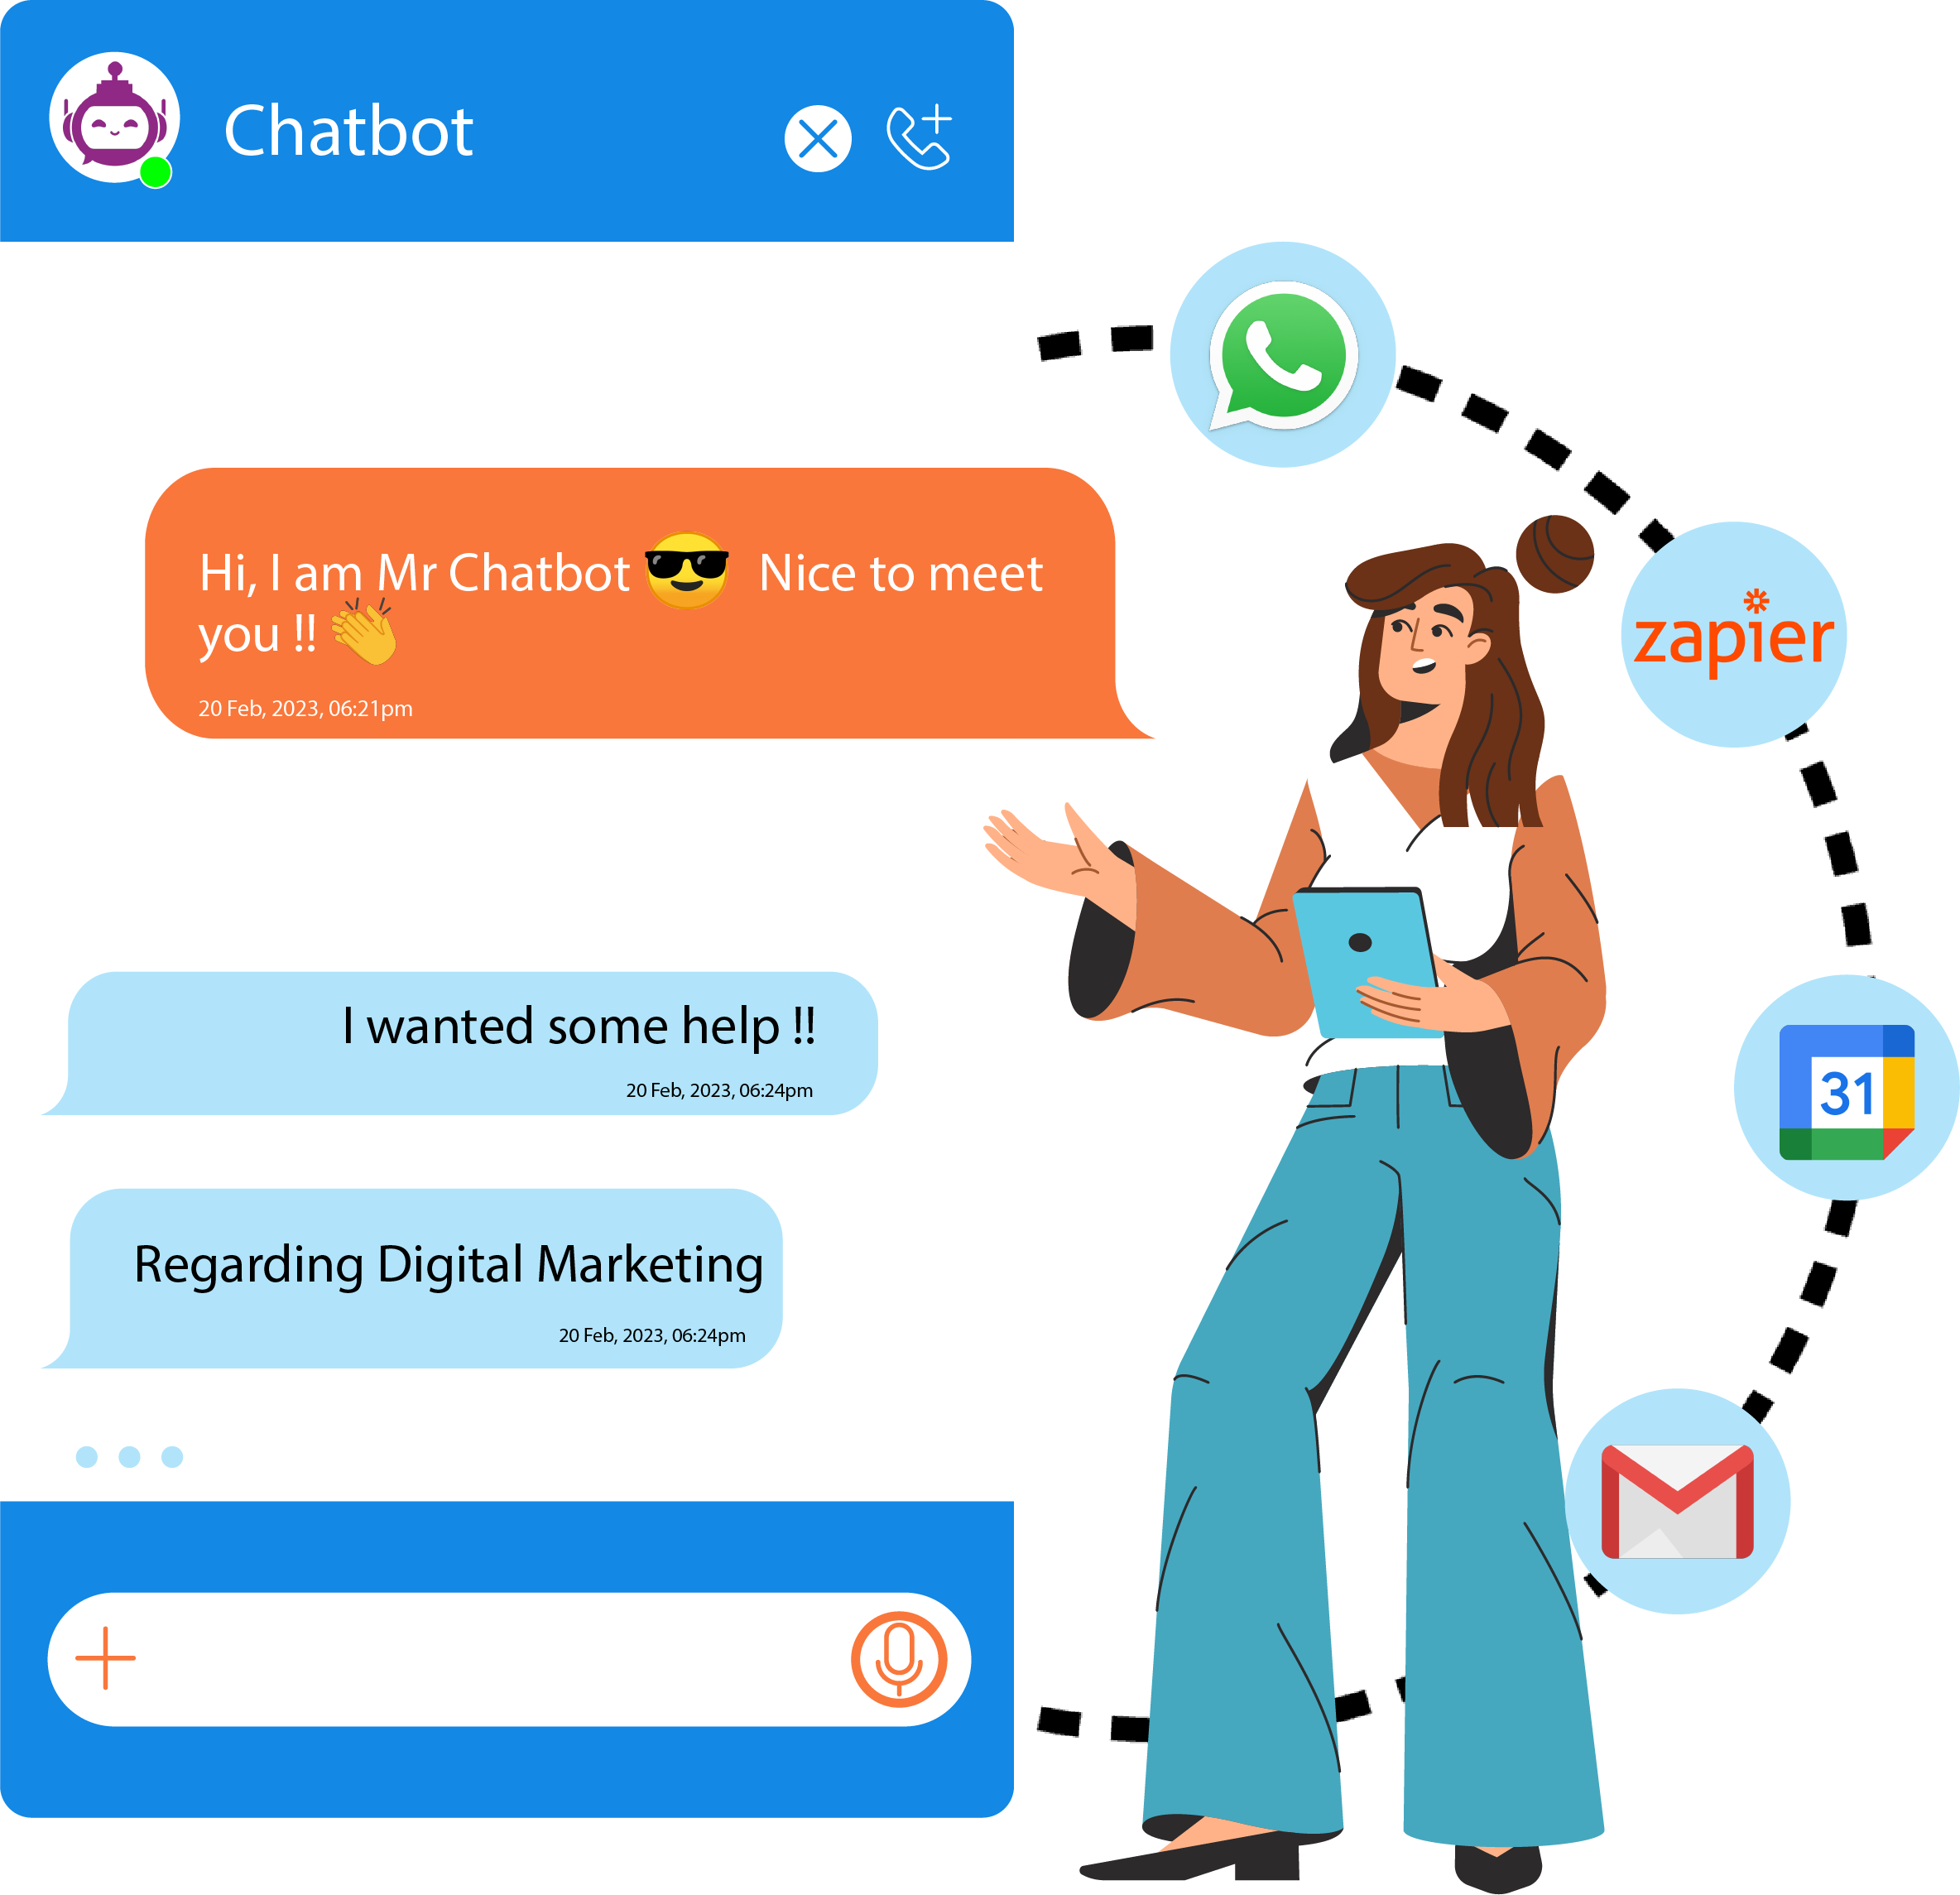 Chatbot
Hi, I am Mr Chatbot 😎 Nice to meet
you !! 👏
20 Feb, 2023, 06:21pm
zapier
I wanted some help !!
20 Feb, 2023, 06:24pm
31
Regarding Digital Marketing
20 Feb, 2023, 06:24pm